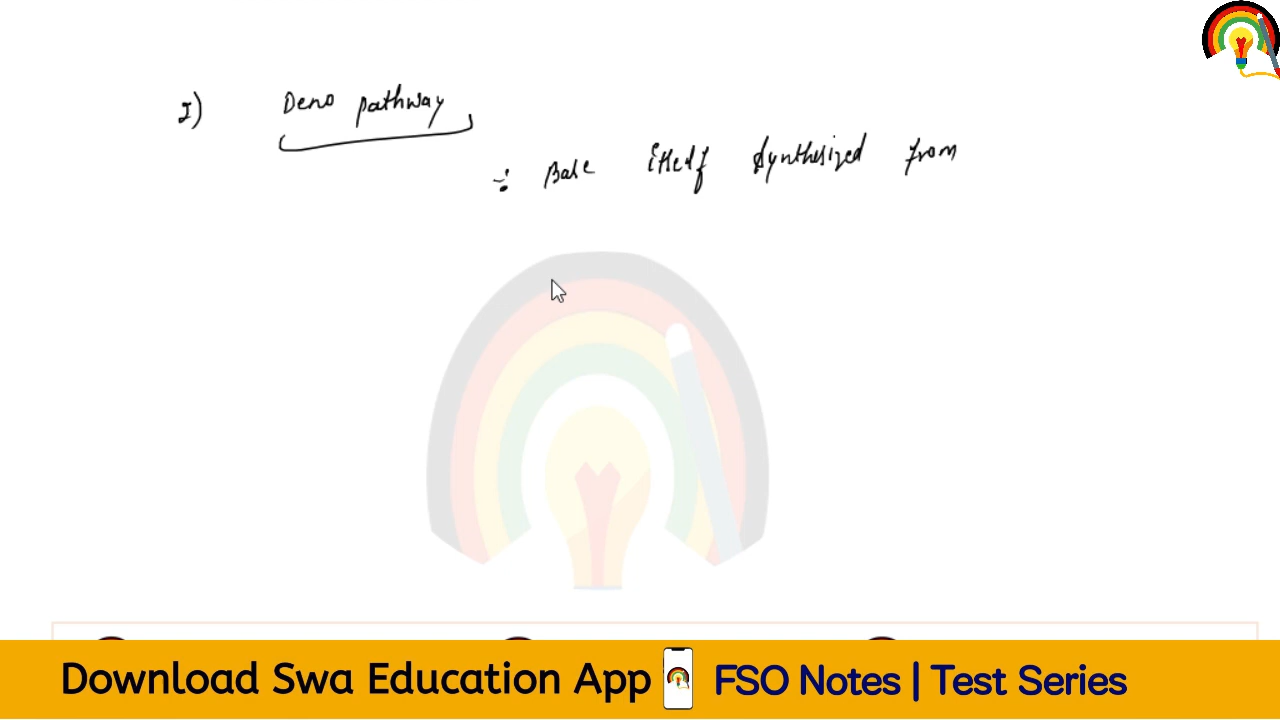 I) Deno pathway
÷ Base itself synthesized from
Download Swa Education App FSO Notes | Test Series